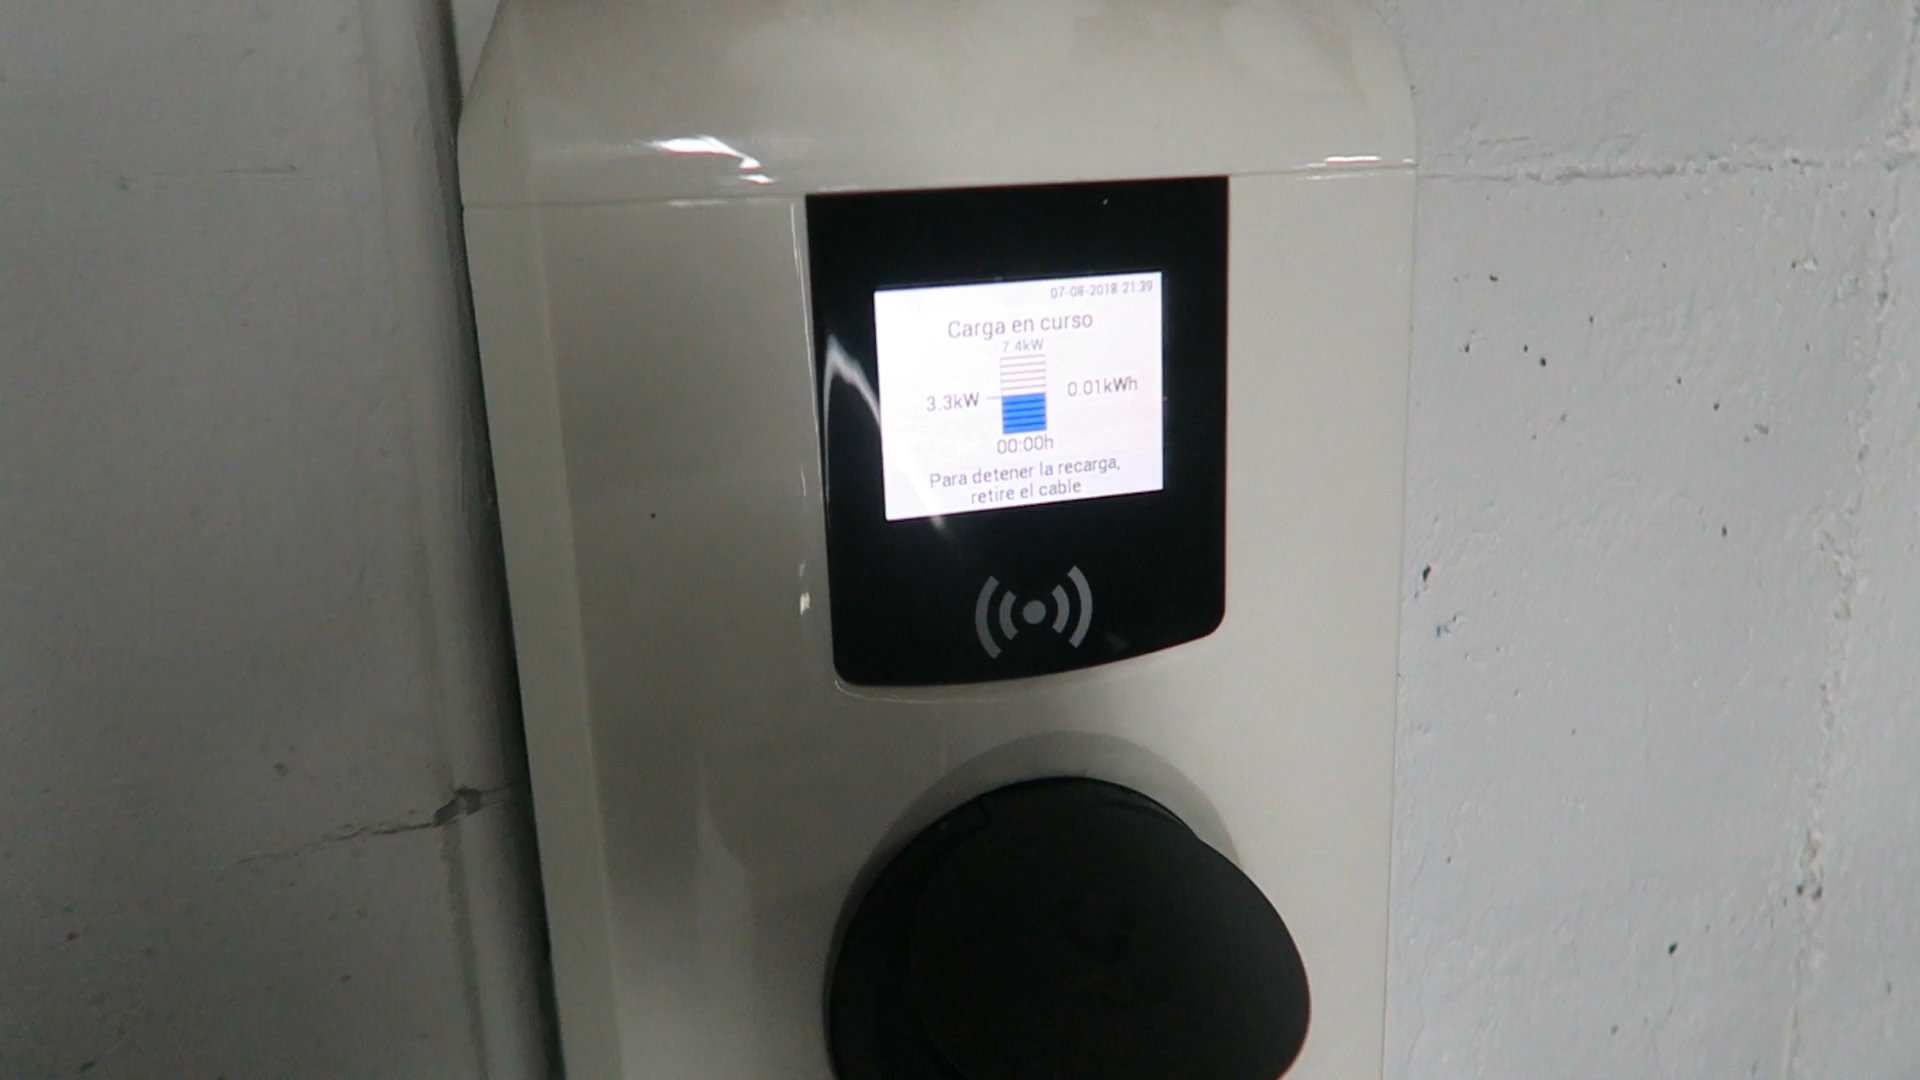 07-08-2018 21:39
Carga en curso
7.4kW
3.3kW
0.01kWh
00:00h
Para detener la recarga,
retire el cable